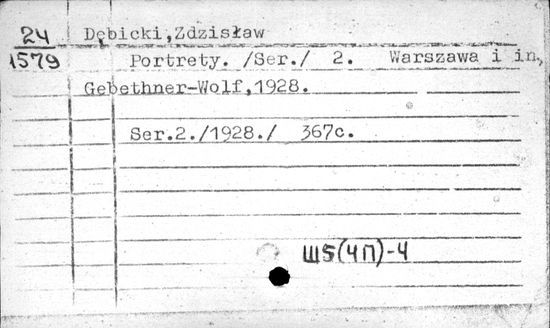 24
1579
Dębicki,Zdzisław
Portrety. /Ser./ 2. Warszawa i in.,
Gebethner-Wolf,1928.
Ser.2./1928./ 367c.
Ш5(4П)-4